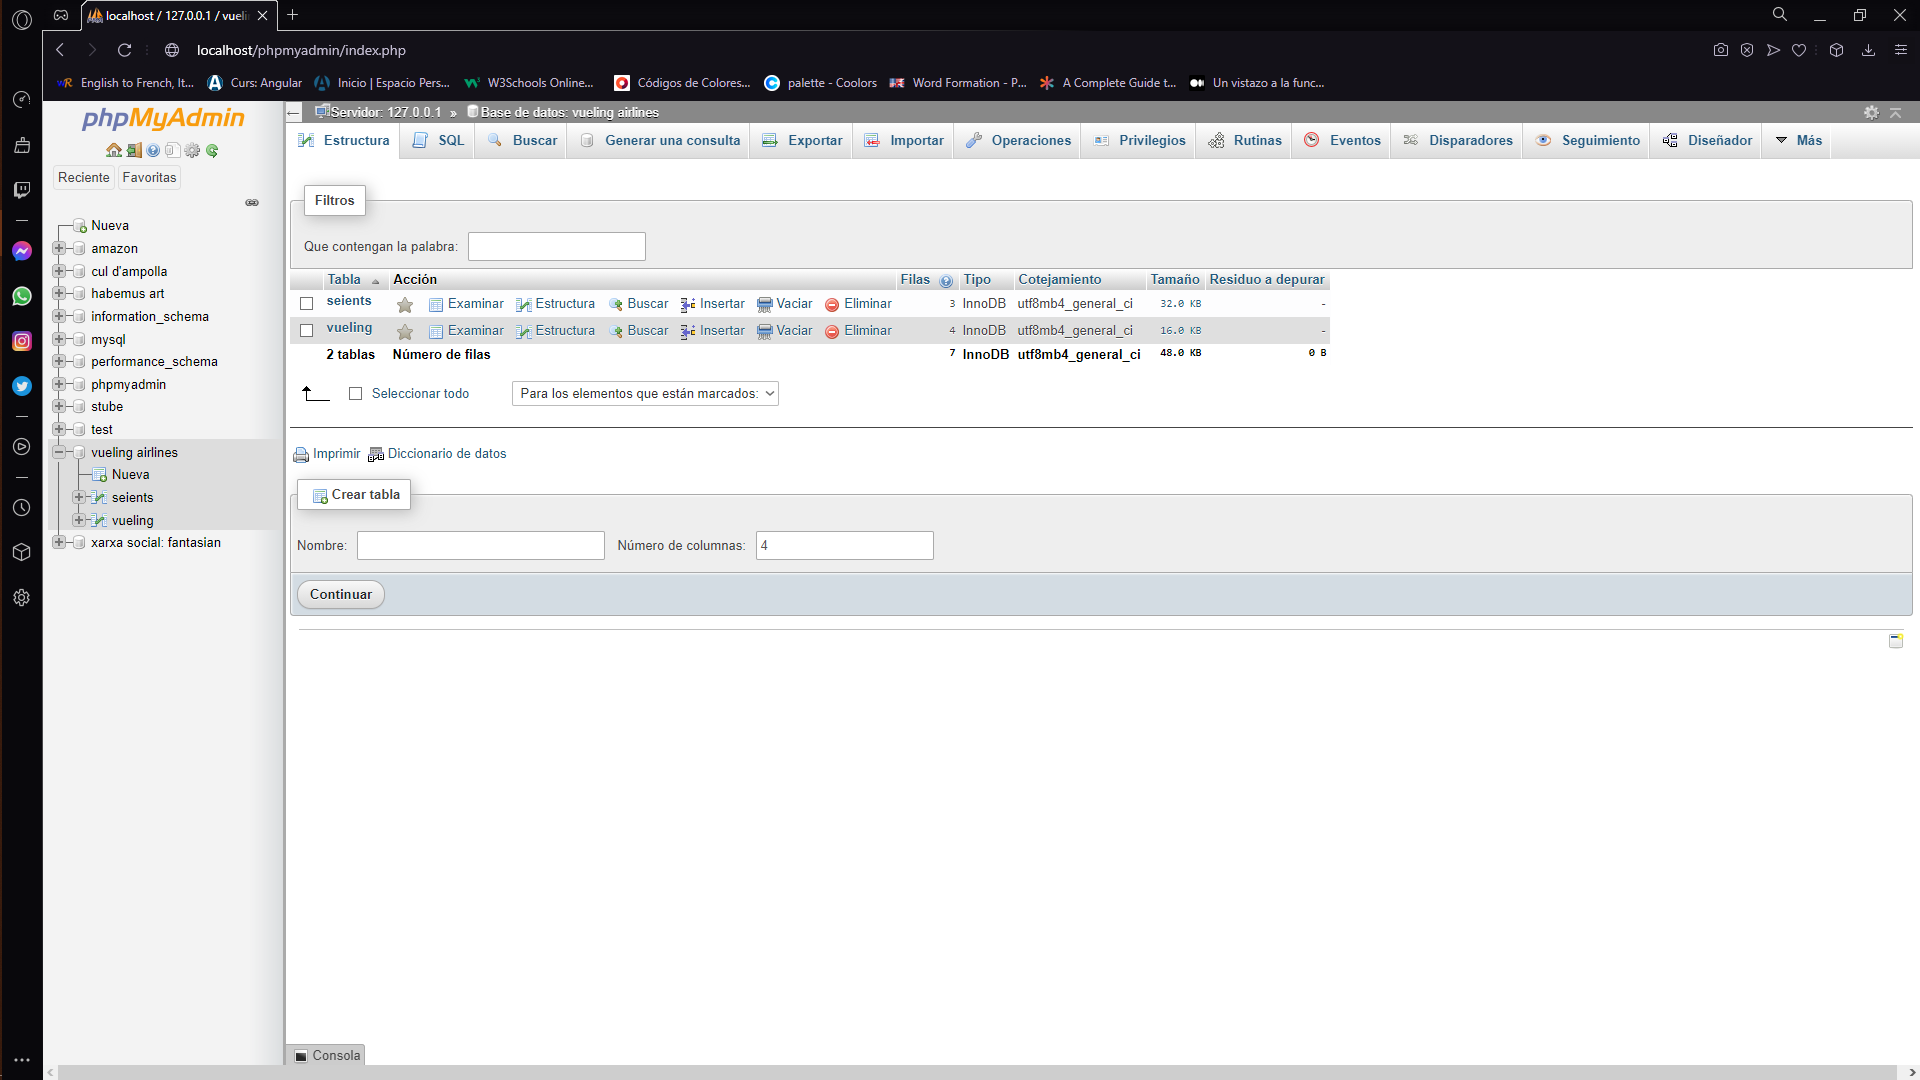 localhost / 127.0.0.1 / vueli
localhost/phpmyadmin/index.php
English to French, It...
Curs: Angular
Inicio | Espacio Pers...
W3Schools Online...
Códigos de Colores...
palette - Coolors
Word Formation - P...
A Complete Guide t...
Un vistazo a la func...
phpMyAdmin
Reciente
Favoritas
Nueva
amazon
cul d'ampolla
habemus art
information_schema
mysql
performance_schema
phpmyadmin
stube
test
vueling airlines
Nueva
seients
vueling
xarxa social: fantasian
Servidor: 127.0.0.1 » Base de datos: vueling airlines
Estructura
SQL
Buscar
Generar una consulta
Exportar
Importar
Operaciones
Privilegios
Rutinas
Eventos
Disparadores
Seguimiento
Diseñador
Más
Filtros
Que contengan la palabra:
Tabla Acción Filas Tipo Cotejamiento Tamaño Residuo a depurar
seients Examinar Estructura Buscar Insertar Vaciar Eliminar 3 InnoDB utf8mb4_general_ci 32.0 KB -
vueling Examinar Estructura Buscar Insertar Vaciar Eliminar 4 InnoDB utf8mb4_general_ci 16.0 KB -
2 tablas Número de filas 7 InnoDB utf8mb4_general_ci 48.0 KB 0 B
Seleccionar todo
Para los elementos que están marcados:
Imprimir Diccionario de datos
Crear tabla
Nombre:
Número de columnas: 4
Continuar
Consola